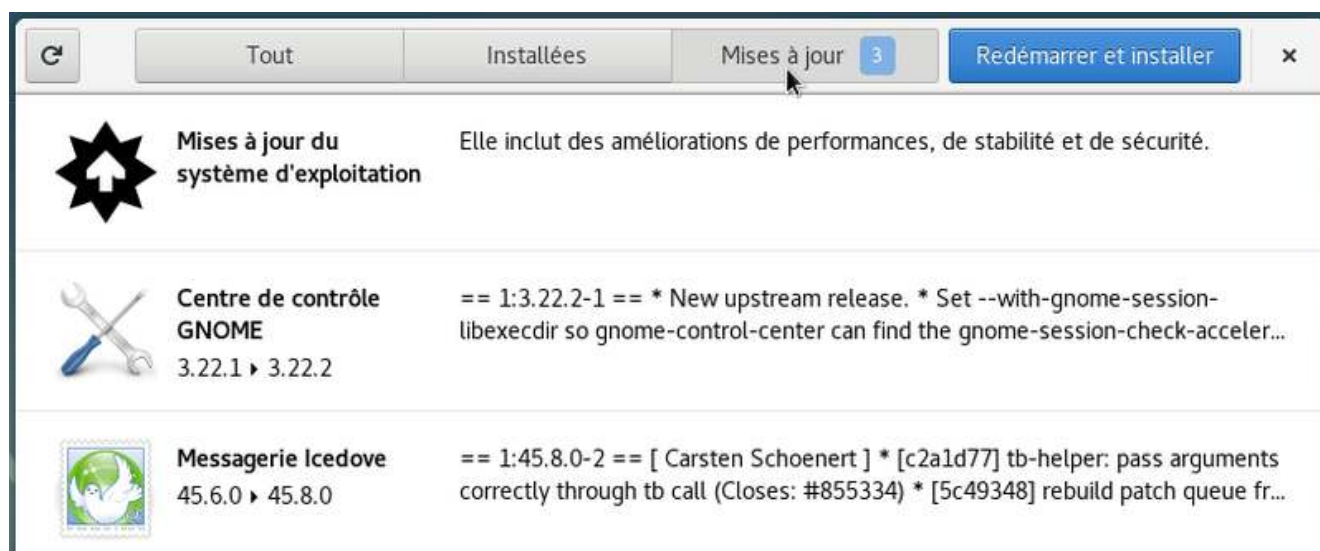 Tout
Installées
Mises à jour 3
Redémarrer et installer
Mises à jour du
système d'exploitation
Elle inclut des améliorations de performances, de stabilité et de sécurité.
Centre de contrôle
GNOME
3.22.1 ▸ 3.22.2
== 1:3.22.2-1 == * New upstream release. * Set --with-gnome-session-
libexecdir so gnome-control-center can find the gnome-session-check-acceler...
Messagerie Icedove
45.6.0 ▸ 45.8.0
== 1:45.8.0-2 == [ Carsten Schoenert ] * [c2a1d77] tb-helper: pass arguments
correctly through tb call (Closes: #855334) * [5c49348] rebuild patch queue fr...